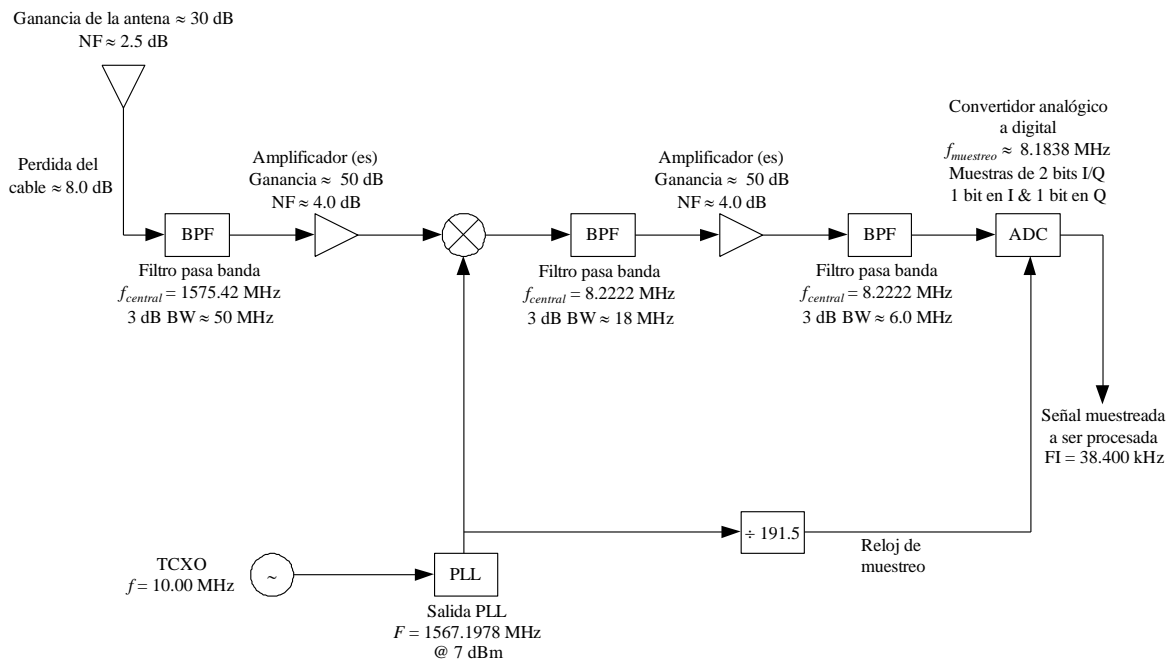 Ganancia de la antena ≈ 30 dB
NF ≈ 2.5 dB
Perdida del
cable ≈ 8.0 dB
BPF
Filtro pasa banda
f_central = 1575.42 MHz
3 dB BW ≈ 50 MHz
Amplificador (es)
Ganancia ≈ 50 dB
NF ≈ 4.0 dB
BPF
Filtro pasa banda
f_central = 8.2222 MHz
3 dB BW ≈ 18 MHz
Amplificador (es)
Ganancia ≈ 50 dB
NF ≈ 4.0 dB
BPF
Filtro pasa banda
f_central = 8.2222 MHz
3 dB BW ≈ 6.0 MHz
Convertidor analógico
a digital
f_muestreo ≈ 8.1838 MHz
Muestras de 2 bits I/Q
1 bit en I & 1 bit en Q
ADC
Señal muestreada
a ser procesada
FI = 38.400 kHz
÷ 191.5
Reloj de
muestreo
TCXO
f = 10.00 MHz
~
PLL
Salida PLL
F = 1567.1978 MHz
@ 7 dBm